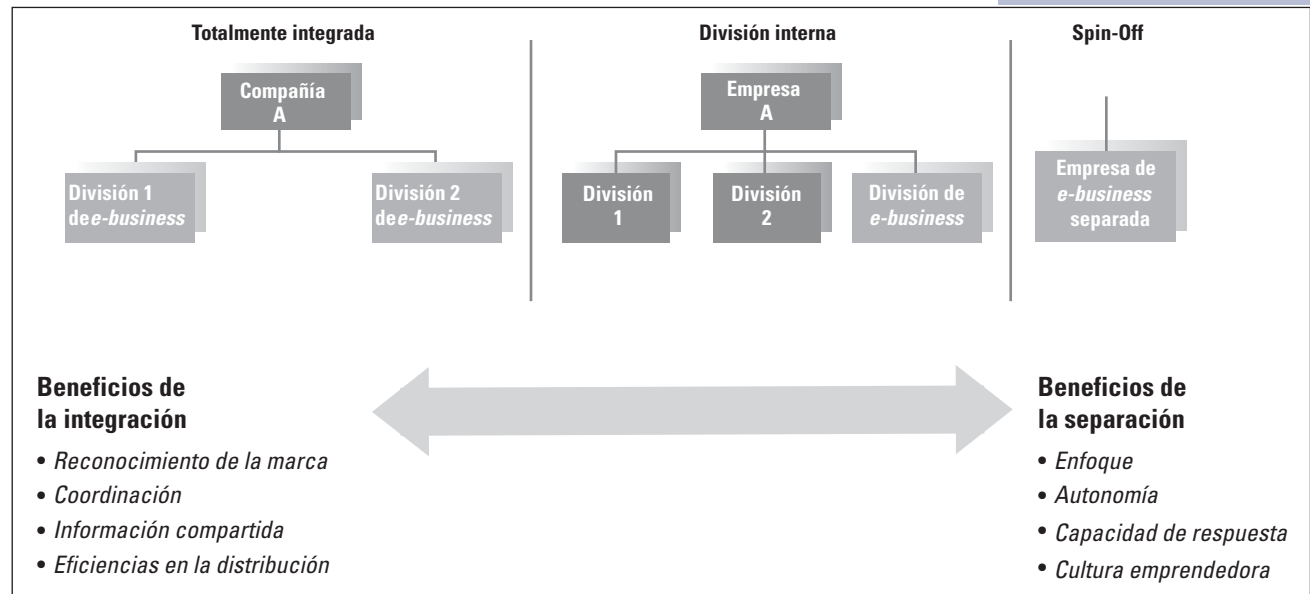 Totalmente integrada
Compañía
A
División 1
de e-business
División 2
de e-business
División interna
Empresa
A
División
1
División
2
División de
e-business
Spin-Off
Empresa de
e-business
separada
Beneficios de
la integración
• Reconocimiento de la marca
• Coordinación
• Información compartida
• Eficiencias en la distribución
Beneficios de
la separación
• Enfoque
• Autonomía
• Capacidad de respuesta
• Cultura emprendedora